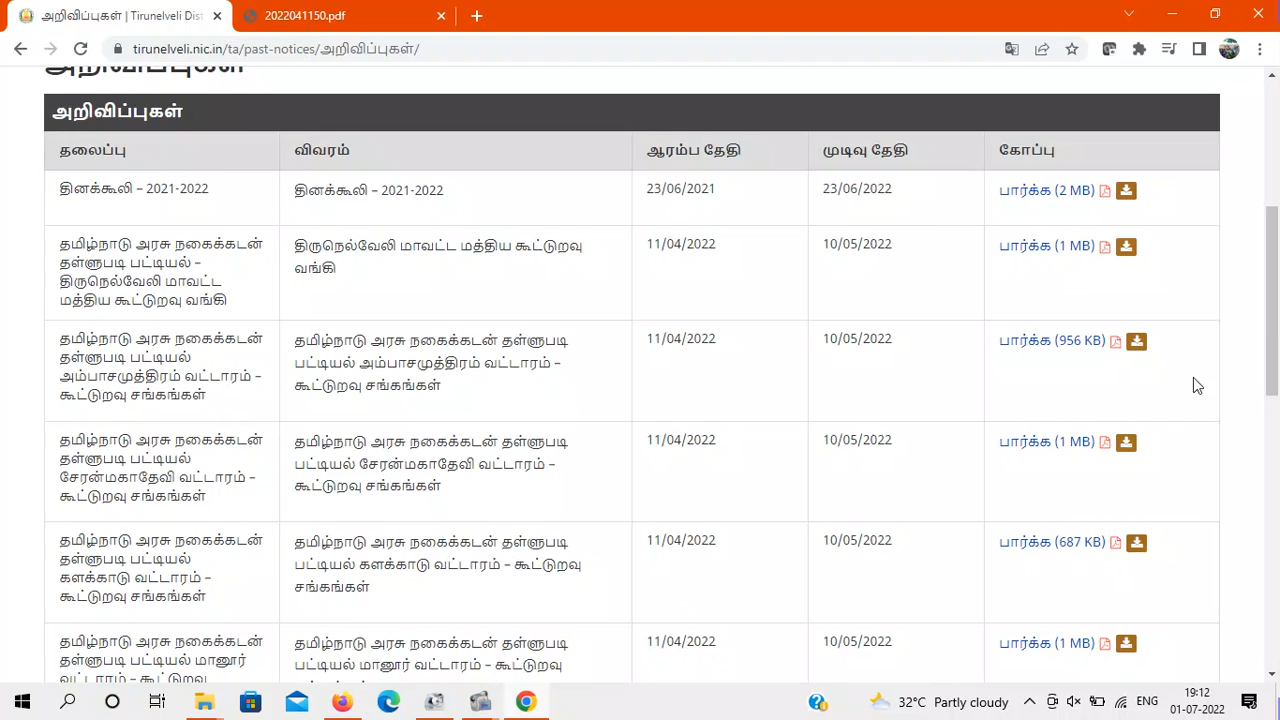 அறிவிப்புகள் | Tirunelveli Dist
2022041150.pdf
tirunelveli.nic.in/ta/past-notices/அறிவிப்புகள்/
அறிவிப்புகள்
அறிவிப்புகள்
தலைப்பு விவரம் ஆரம்ப தேதி முடிவு தேதி கோப்பு
தினக்கூலி – 2021-2022 தினக்கூலி – 2021-2022 23/06/2021 23/06/2022 பார்க்க (2 MB)
தமிழ்நாடு அரசு நகைக்கடன்
தள்ளுபடி பட்டியல் –
திருநெல்வேலி மாவட்ட
மத்திய கூட்டுறவு வங்கி
திருநெல்வேலி மாவட்ட மத்திய கூட்டுறவு
வங்கி
11/04/2022 10/05/2022 பார்க்க (1 MB)
தமிழ்நாடு அரசு நகைக்கடன்
தள்ளுபடி பட்டியல்
அம்பாசமுத்திரம் வட்டாரம் –
கூட்டுறவு சங்கங்கள்
தமிழ்நாடு அரசு நகைக்கடன் தள்ளுபடி
பட்டியல் அம்பாசமுத்திரம் வட்டாரம் –
கூட்டுறவு சங்கங்கள்
11/04/2022 10/05/2022 பார்க்க (956 KB)
தமிழ்நாடு அரசு நகைக்கடன்
தள்ளுபடி பட்டியல்
சேரன்மகாதேவி வட்டாரம் –
கூட்டுறவு சங்கங்கள்
தமிழ்நாடு அரசு நகைக்கடன் தள்ளுபடி
பட்டியல் சேரன்மகாதேவி வட்டாரம் –
கூட்டுறவு சங்கங்கள்
11/04/2022 10/05/2022 பார்க்க (1 MB)
தமிழ்நாடு அரசு நகைக்கடன்
தள்ளுபடி பட்டியல்
களக்காடு வட்டாரம் –
கூட்டுறவு சங்கங்கள்
தமிழ்நாடு அரசு நகைக்கடன் தள்ளுபடி
பட்டியல் களக்காடு வட்டாரம் – கூட்டுறவு
சங்கங்கள்
11/04/2022 10/05/2022 பார்க்க (687 KB)
தமிழ்நாடு அரசு நகைக்கடன்
தள்ளுபடி பட்டியல் மானூர்
வட்டாரம் – கூட்டுறவு
தமிழ்நாடு அரசு நகைக்கடன் தள்ளுபடி
பட்டியல் மானூர் வட்டாரம் – கூட்டுறவு
11/04/2022 10/05/2022 பார்க்க (1 MB)
32°C Partly cloudy ENG 19:12
01-07-2022